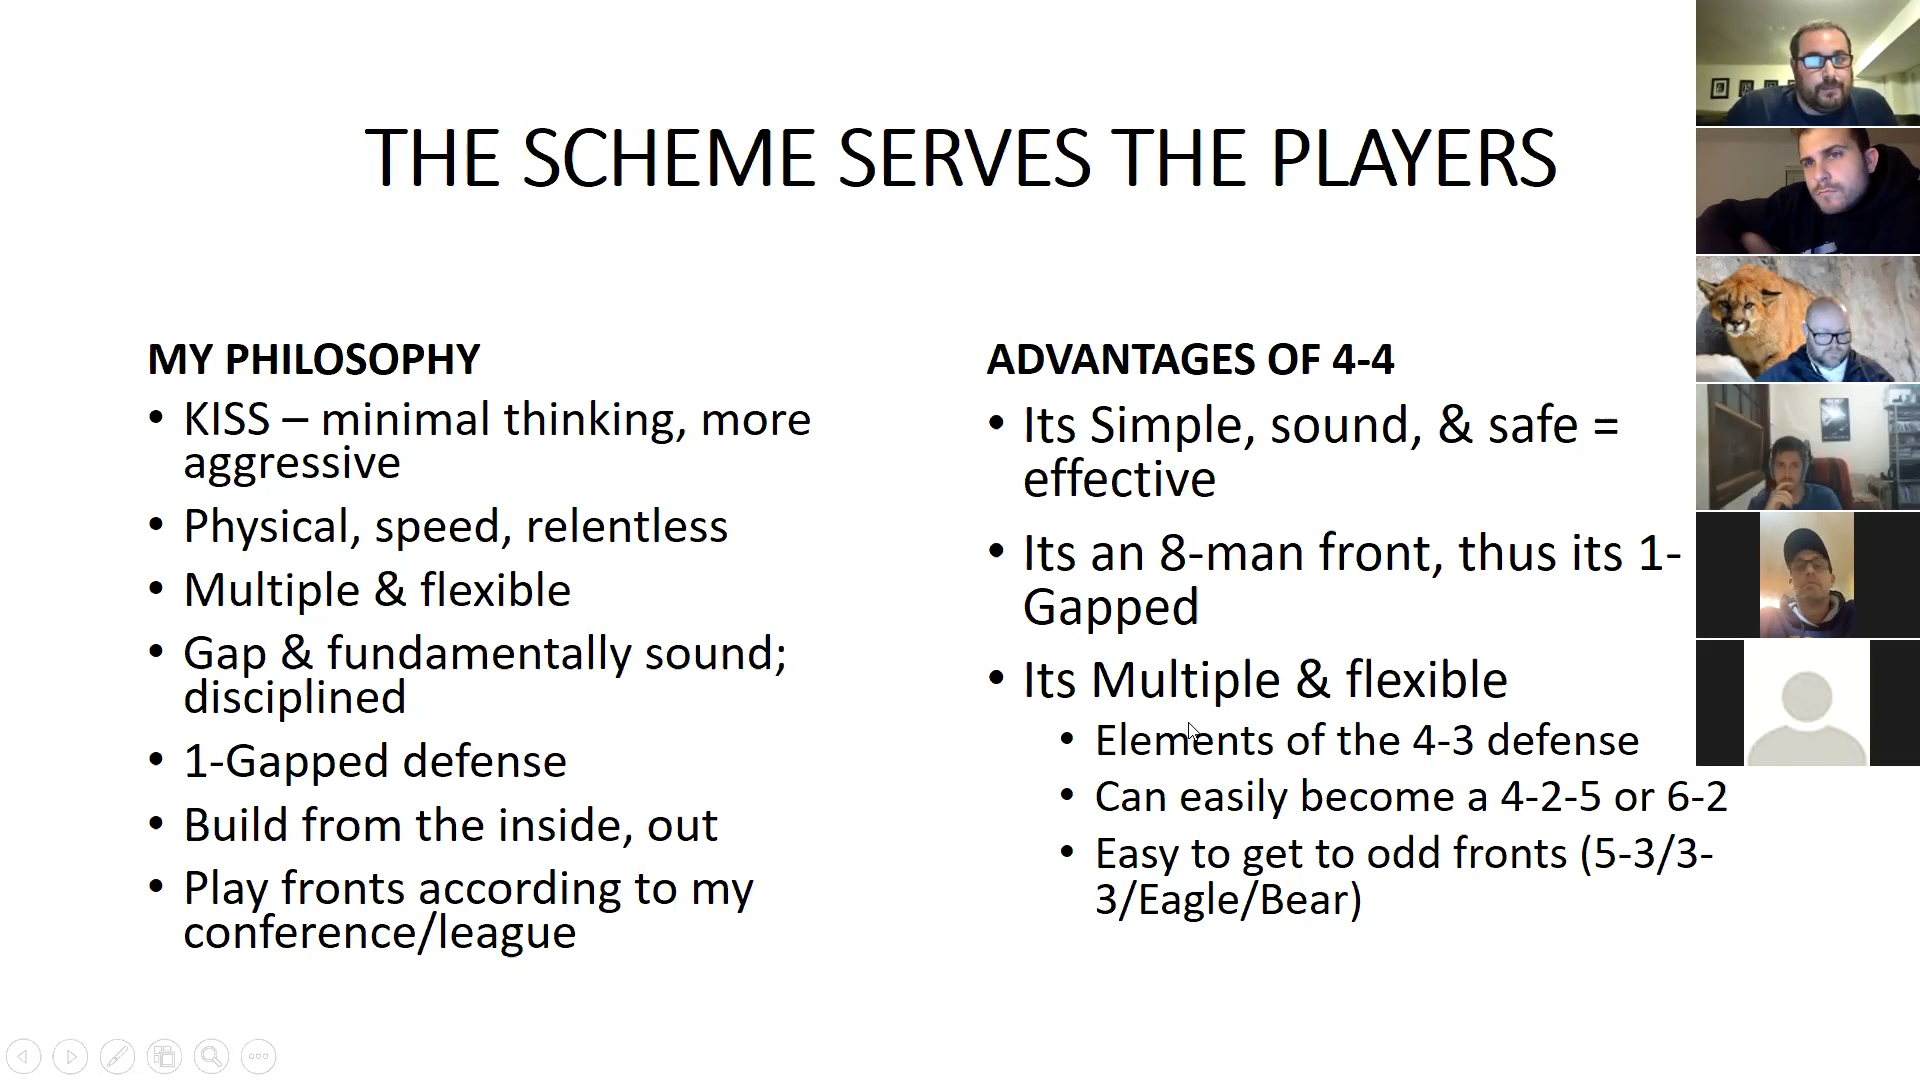 THE SCHEME SERVES THE PLAYERS
MY PHILOSOPHY
• KISS – minimal thinking, more
aggressive
• Physical, speed, relentless
• Multiple & flexible
• Gap & fundamentally sound;
disciplined
• 1-Gapped defense
• Build from the inside, out
• Play fronts according to my
conference/league
ADVANTAGES OF 4-4
• Its Simple, sound, & safe =
effective
• Its an 8-man front, thus its 1-
Gapped
• Its Multiple & flexible
• Elements of the 4-3 defense
• Can easily become a 4-2-5 or 6-2
• Easy to get to odd fronts (5-3/3-
3/Eagle/Bear)